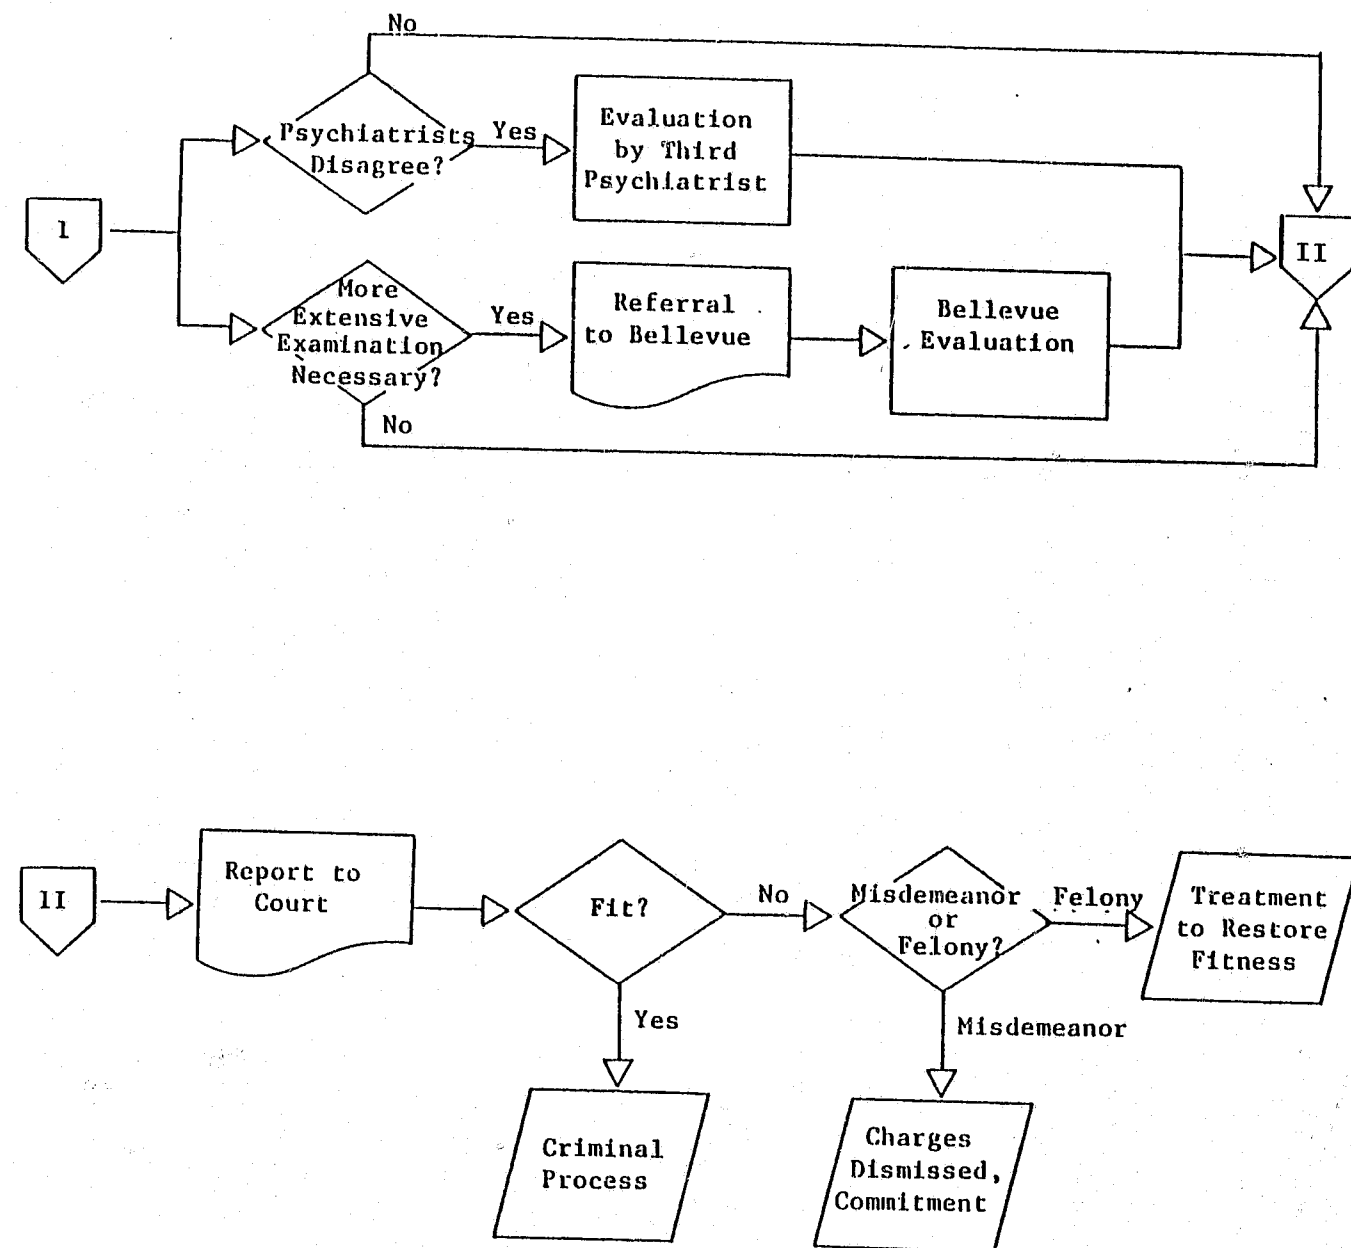 No
Psychiatrists
Disagree?
Yes
Evaluation
by Third
Psychiatrist
I
II
More
Extensive
Examination
Necessary?
Yes
Referral
to Bellevue
Bellevue
Evaluation
No
II
Report to
Court
Fit?
No
Misdemeanor
or
Felony?
Felony
Treatment
to Restore
Fitness
Yes
Misdemeanor
Criminal
Process
Charges
Dismissed,
Commitment